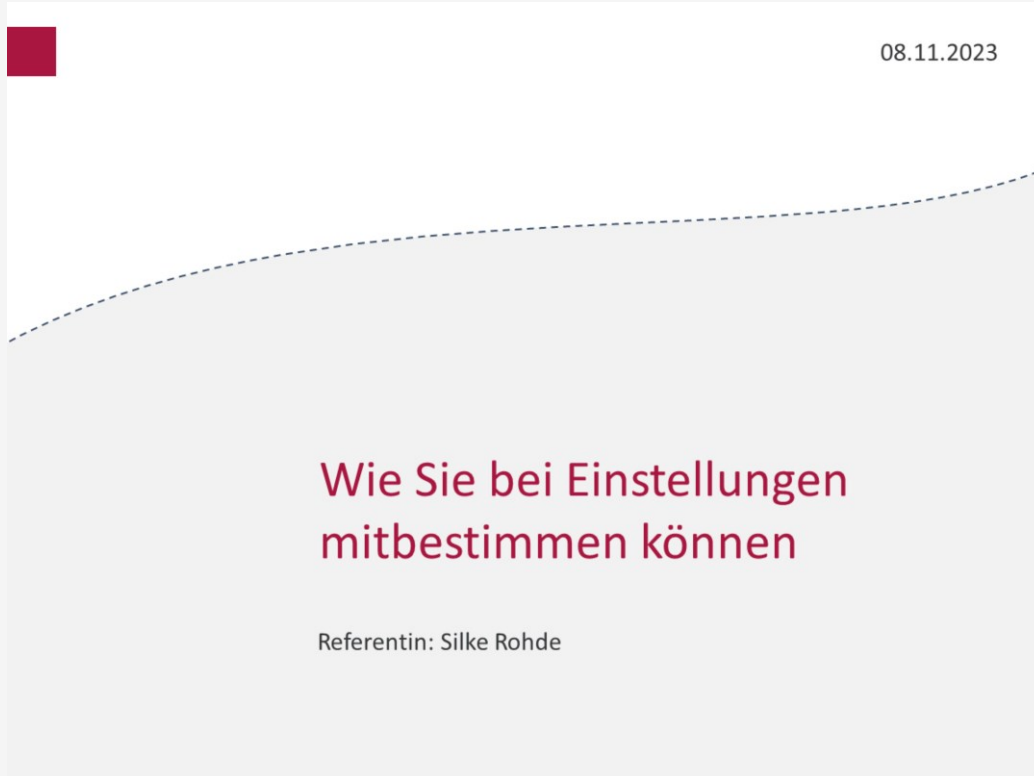 08.11.2023
Wie Sie bei Einstellungen
mitbestimmen können
Referentin: Silke Rohde